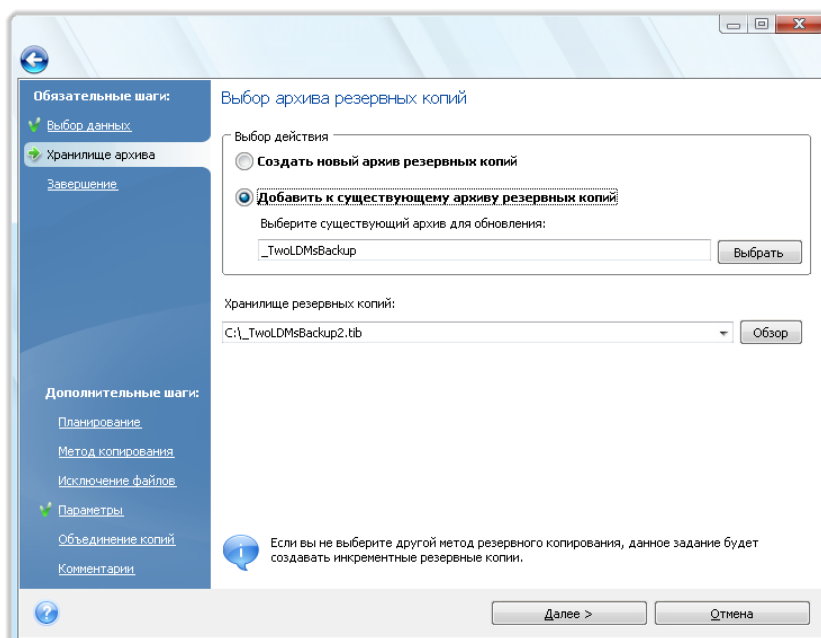 Обязательные шаги:
Выбор данных
Хранилище архива
Завершение
Дополнительные шаги:
Планирование
Метод копирования
Исключение файлов
Параметры
Объединение копий
Комментарии
Выбор архива резервных копий
Выбор действия
Создать новый архив резервных копий
Добавить к существующему архиву резервных копий
Выберите существующий архив для обновления:
_TwoLDMsBackup
Выбрать
Хранилище резервных копий:
C:\_TwoLDMsBackup2.tib
Обзор
Если вы не выберите другой метод резервного копирования, данное задание будет
создавать инкрементные резервные копии.
Далее >
Отмена